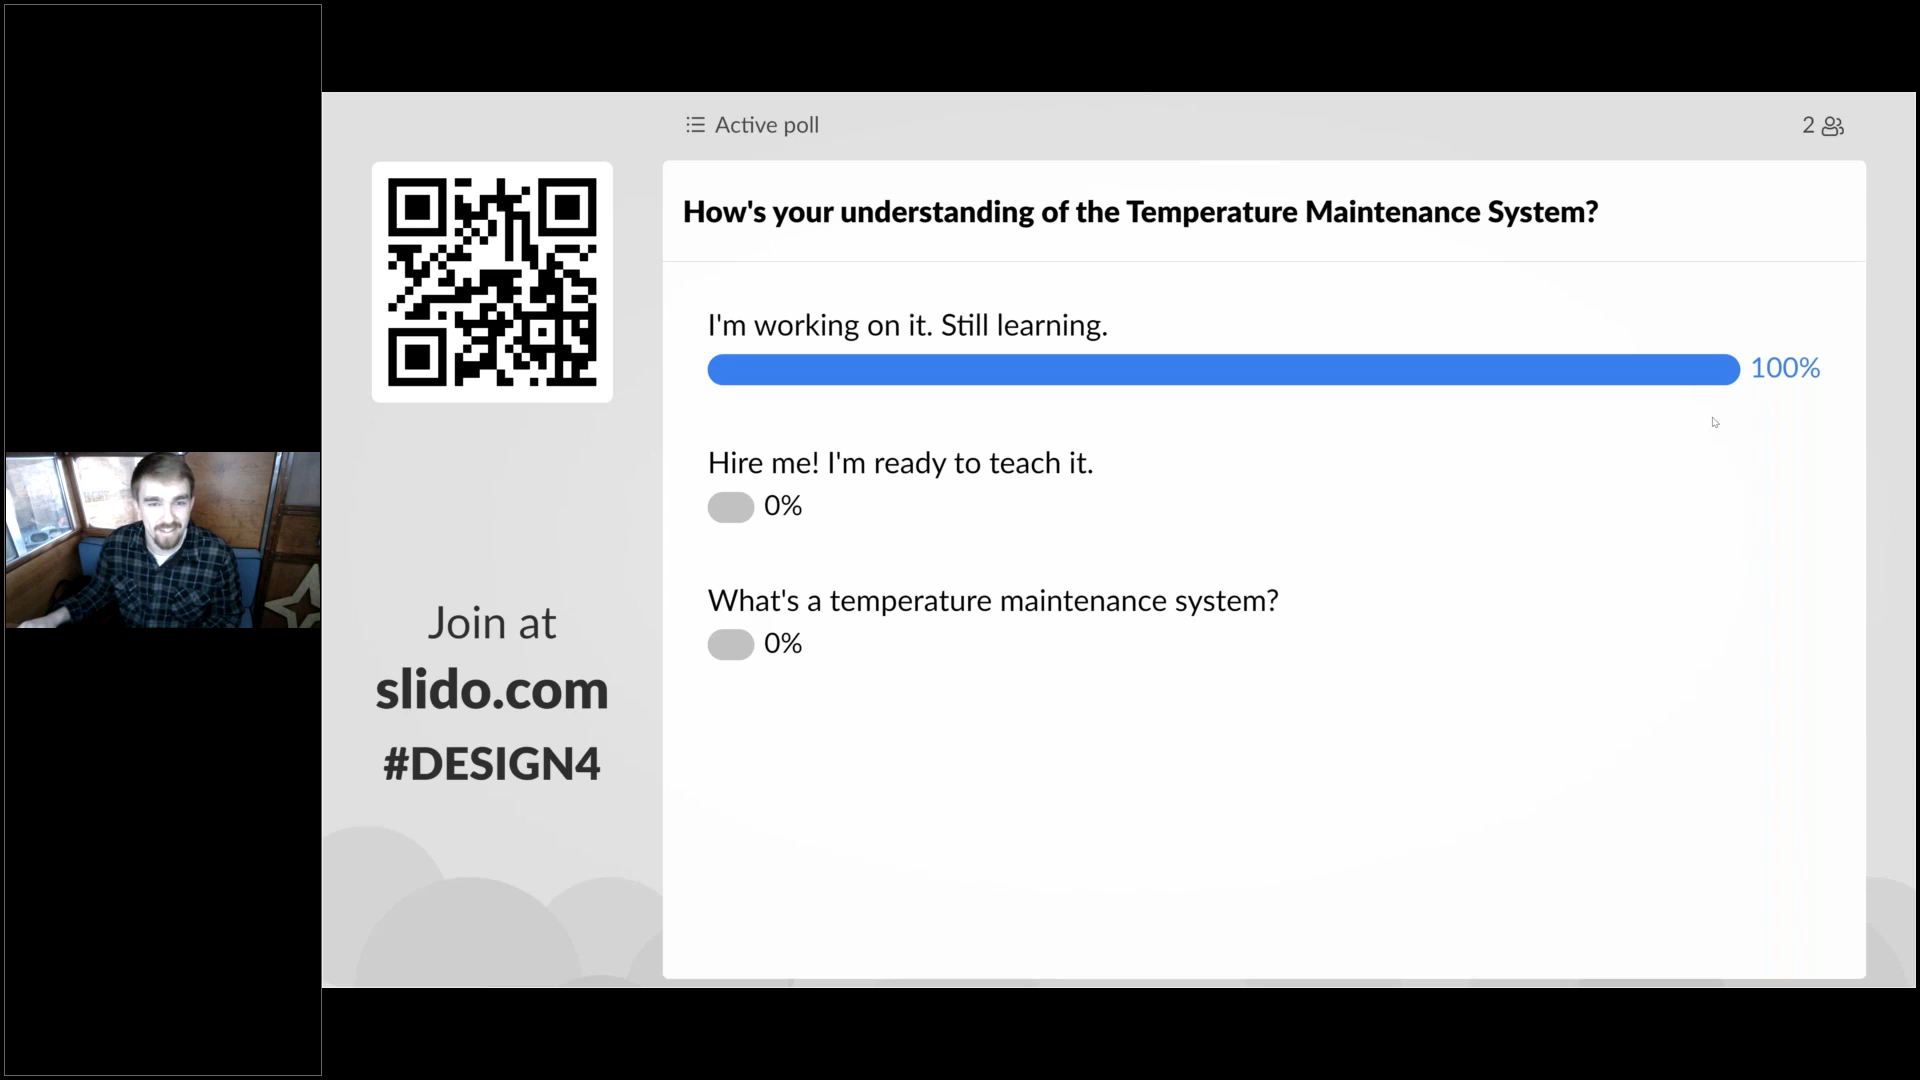 Active poll
2
How's your understanding of the Temperature Maintenance System?
I'm working on it. Still learning.
100%
Hire me! I'm ready to teach it.
0%
What's a temperature maintenance system?
0%
Join at
slido.com
#DESIGN4